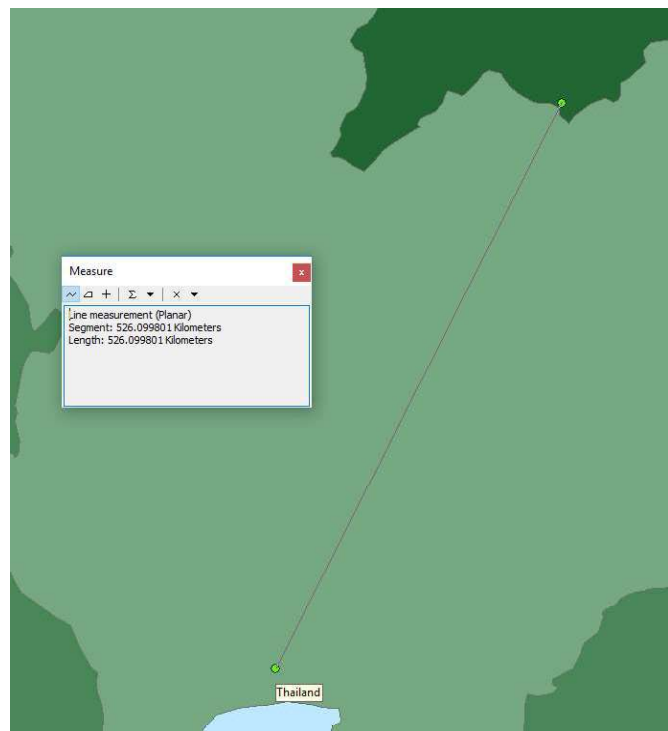 Measure
Line measurement (Planar)
Segment: 526.099801 Kilometers
Length: 526.099801 Kilometers
Thailand